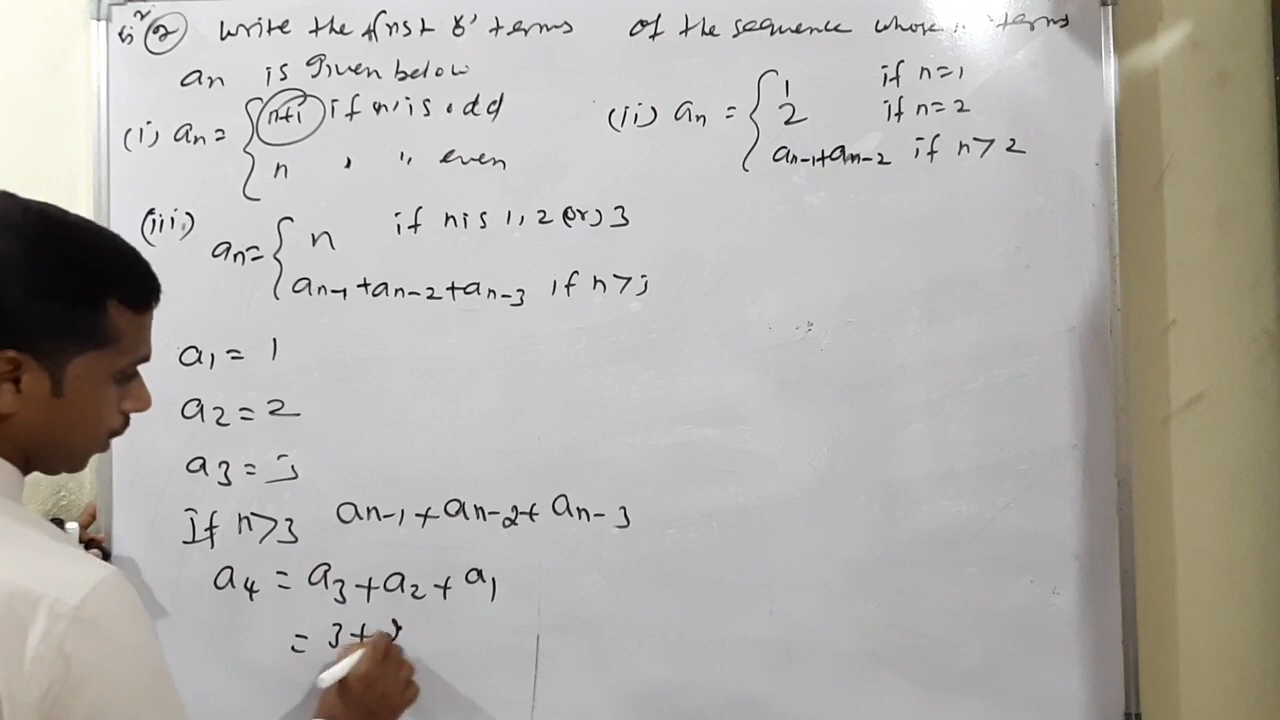 ② Write the first 8 terms of the sequence whose terms
an is given below
(i) an = { n+1 if n is odd
n " " even
(ii) an = { 1 if n=1
2 if n=2
an-1+an-2 if n>2
(iii) an= { n if n is 1, 2 (or) 3
an-1+an-2+an-3 if n>3
a1= 1
a2=2
a3=3
if n>3 an-1+an-2+an-3
a4 = a3+a2+a1
= 3+